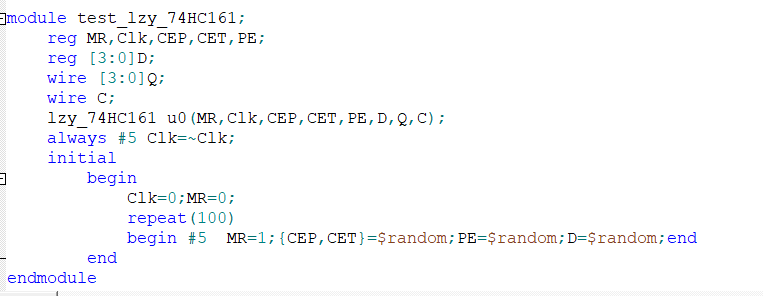 module test_lzy_74HC161;
reg MR,Clk,CEP,CET,PE;
reg [3:0]D;
wire [3:0]Q;
wire C;
lzy_74HC161 u0(MR,Clk,CEP,CET,PE,D,Q,C);
always #5 Clk=~Clk;
initial
begin
Clk=0;MR=0;
repeat(100)
begin #5  MR=1;{CEP,CET}=$random;PE=$random;D=$random;end
end
endmodule